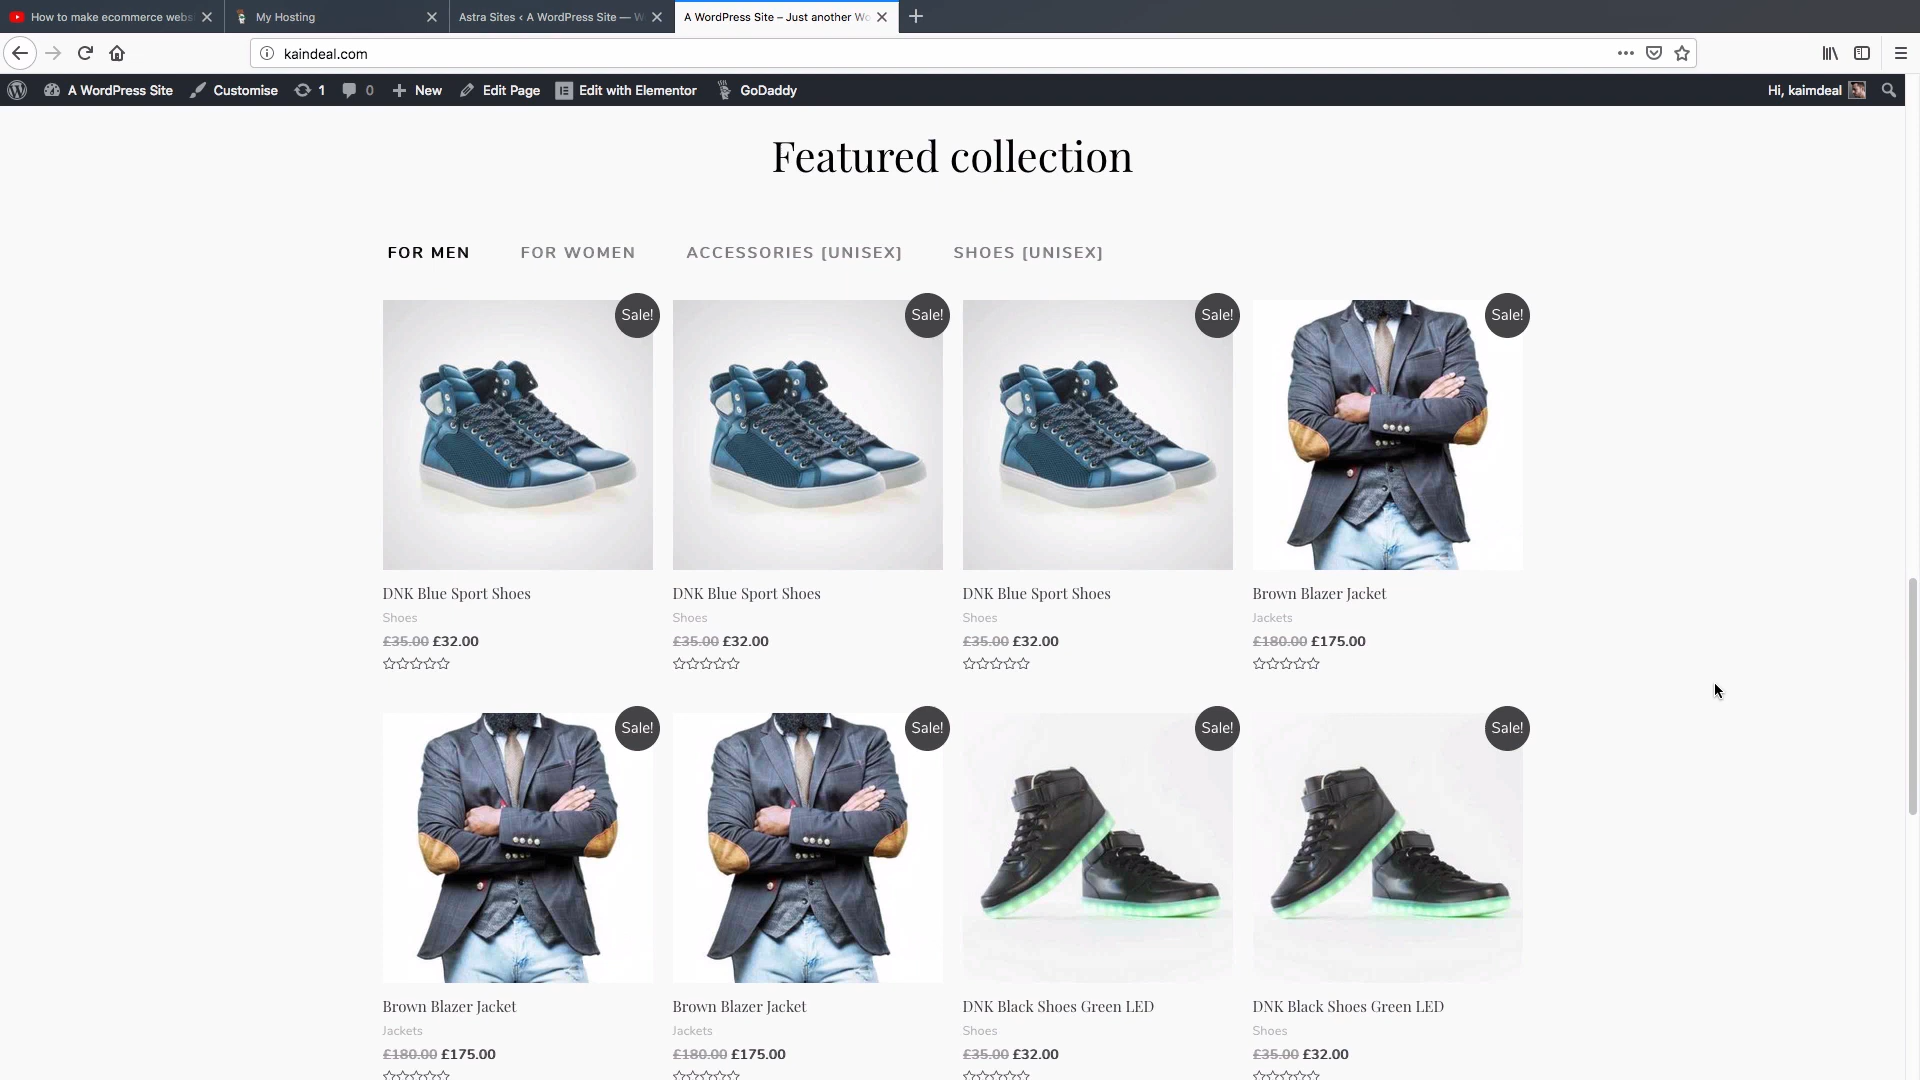 How to make ecommerce webs
My Hosting
Astra Sites ‹ A WordPress Site — W
A WordPress Site – Just another Wo
kaindeal.com
A WordPress Site
Customise
1
0
New
Edit Page
Edit with Elementor
GoDaddy
Hi, kaimdeal
Featured collection
FOR MEN FOR WOMEN ACCESSORIES [UNISEX] SHOES [UNISEX]
Sale! Sale! Sale! Sale!
DNK Blue Sport Shoes DNK Blue Sport Shoes DNK Blue Sport Shoes Brown Blazer Jacket
Shoes Shoes Shoes Jackets
£35.00 £32.00 £35.00 £32.00 £35.00 £32.00 £180.00 £175.00
Sale! Sale! Sale! Sale!
Brown Blazer Jacket Brown Blazer Jacket DNK Black Shoes Green LED DNK Black Shoes Green LED
Jackets Jackets Shoes Shoes
£180.00 £175.00 £180.00 £175.00 £35.00 £32.00 £35.00 £32.00